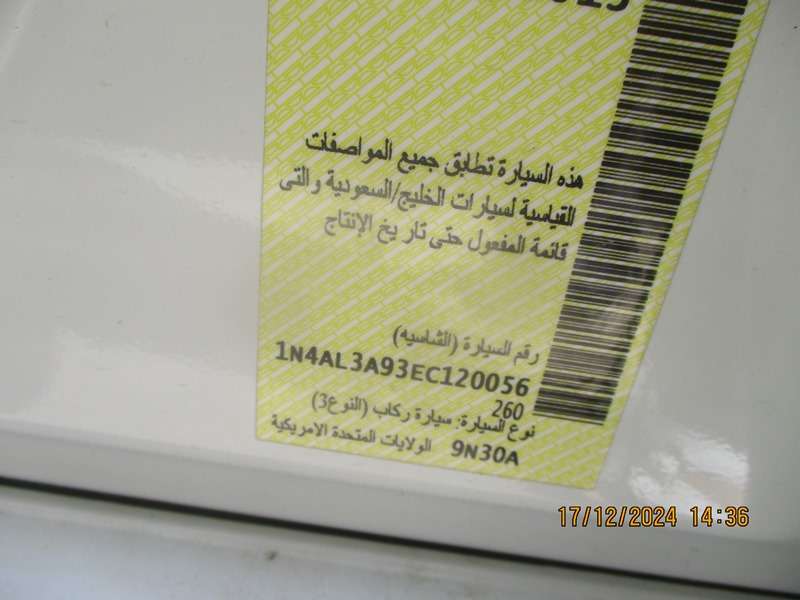 هذه السيارة تطابق جميع المواصفات
القياسية لسيارات الخليج/السعودية والتى
قائمة المفعول حتى تاريخ الإنتاج
رقم السيارة (الشاسيه)
1N4AL3A93EC120056
260
نوع السيارة: سيارة ركاب (النوع3)
9N30A الولايات المتحدة الامريكية
17/12/2024 14:36